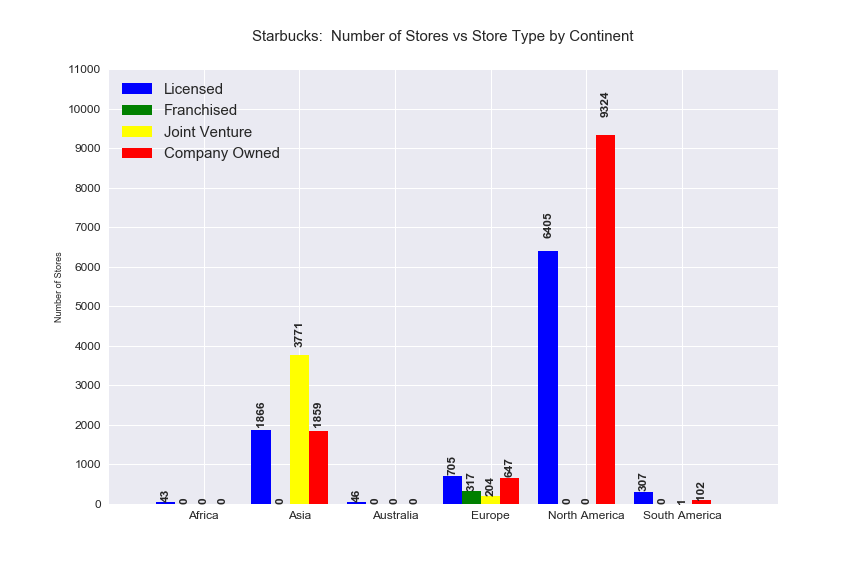 Starbucks:  Number of Stores vs Store Type by Continent
Licensed
Franchised
Joint Venture
Company Owned
Number of Stores
11000
10000
9000
8000
7000
6000
5000
4000
3000
2000
1000
0
43 0 0 0
1866 0 3771 1859
46 0 0 0
705 317 204 647
6405 0 0 9324
307 0 1 102
Africa Asia Australia Europe North America South America